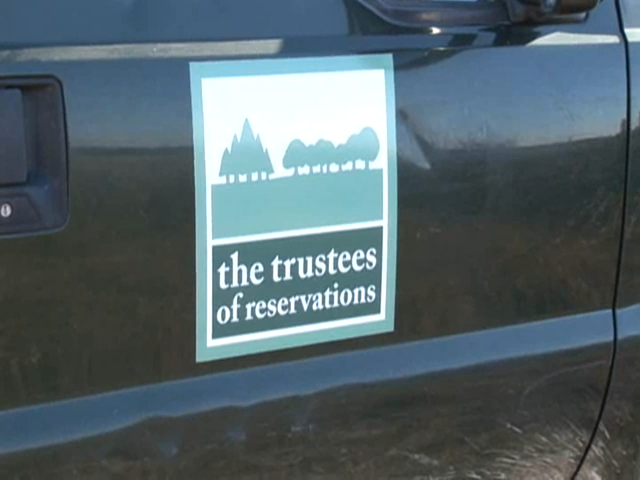 the trustees
of reservations